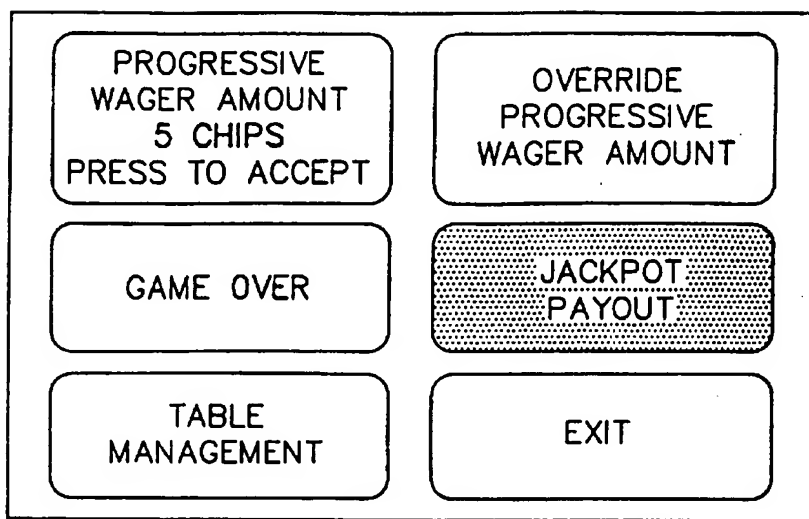 PROGRESSIVE
WAGER AMOUNT
5 CHIPS
PRESS TO ACCEPT
OVERRIDE
PROGRESSIVE
WAGER AMOUNT
GAME OVER
JACKPOT
PAYOUT
TABLE
MANAGEMENT
EXIT